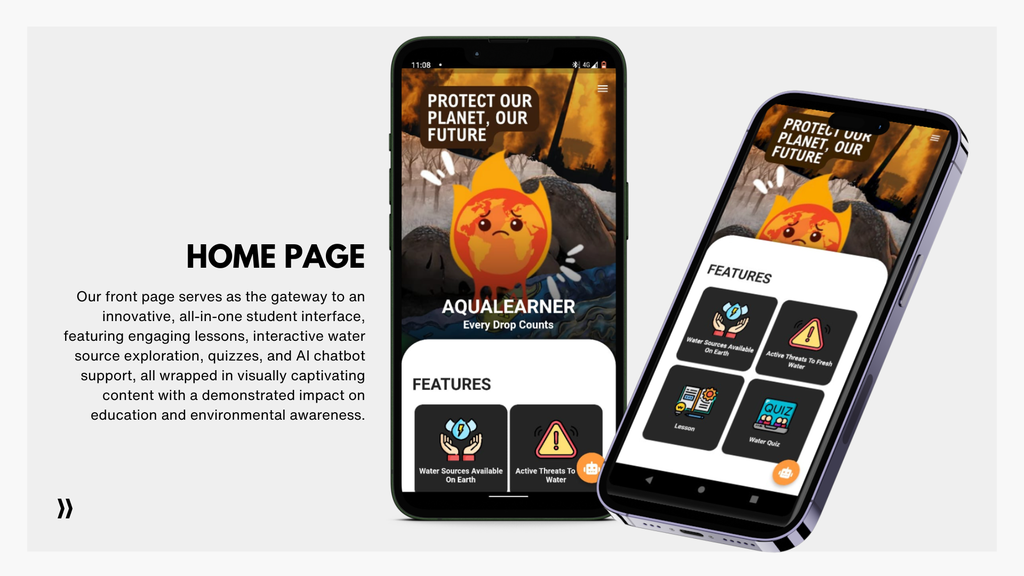 HOME PAGE
Our front page serves as the gateway to an
innovative, all-in-one student interface,
featuring engaging lessons, interactive water
source exploration, quizzes, and AI chatbot
support, all wrapped in visually captivating
content with a demonstrated impact on
education and environmental awareness.
11:08
4G
PROTECT OUR
PLANET, OUR
FUTURE
AQUALEARNER
Every Drop Counts
FEATURES
Water Sources Available
On Earth
Active Threats To
Water
PROTECT OUR
PLANET, OUR
FUTURE
FEATURES
Water Sources Available
On Earth
Active Threats To Fresh
Water
Lesson
QUIZ
Water Quiz